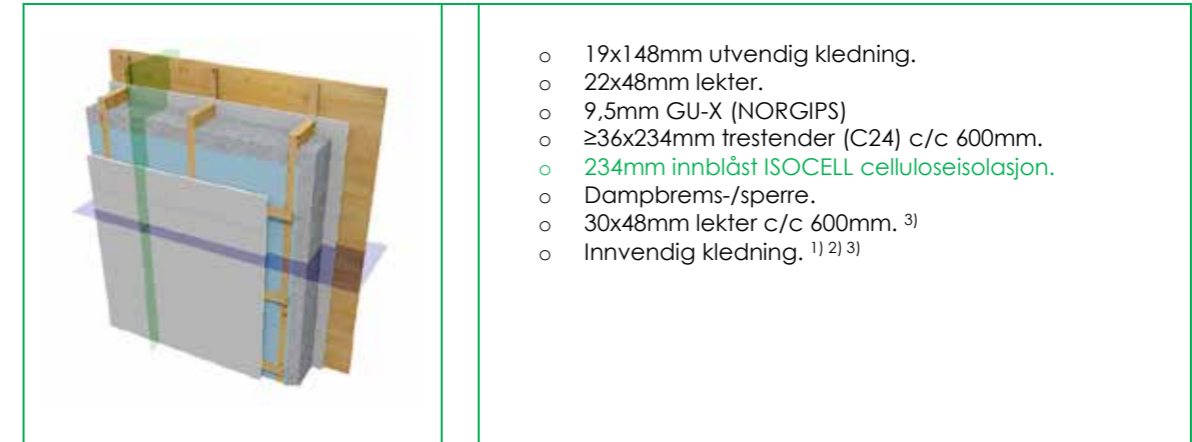 o 19x148mm utvendig kledning.
o 22x48mm lekter.
o 9,5mm GU-X (NORGIPS)
o ≥36x234mm trestender (C24) c/c 600mm.
o 234mm innblåst ISOCELL celluloseisolasjon.
o Dampbrems-/sperre.
o 30x48mm lekter c/c 600mm. 3)
o Innvendig kledning. 1) 2) 3)